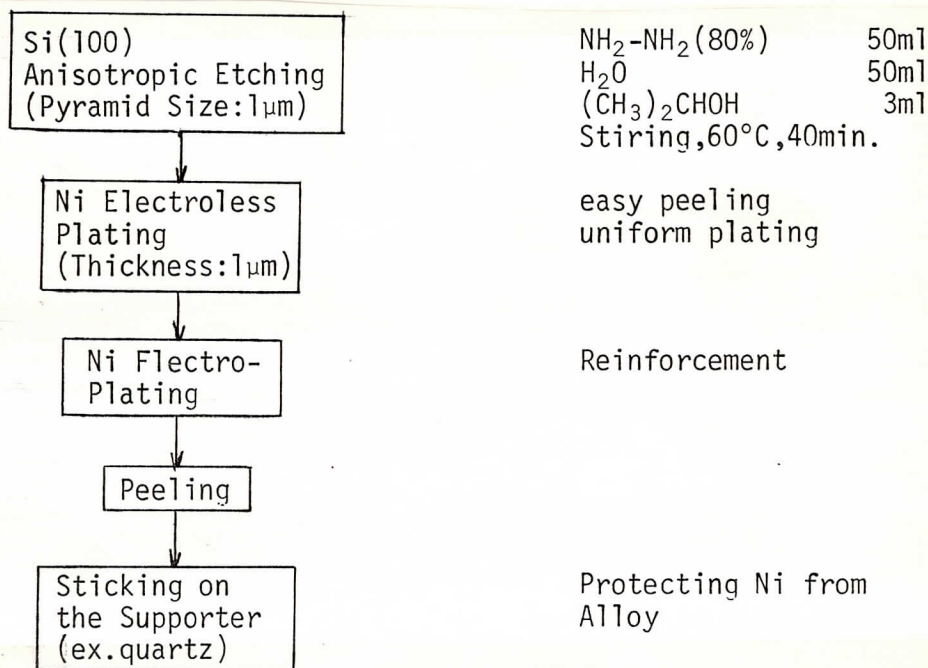 Si(100)
Anisotropic Etching
(Pyramid Size:1μm)
NH₂-NH₂(80%) 50ml
H₂O 50ml
(CH₃)₂CHOH 3ml
Stiring,60°C,40min.
Ni Electroless
Plating
(Thickness:1μm)
easy peeling
uniform plating
Ni Flectro-
Plating
Reinforcement
Peeling
Sticking on
the Supporter
(ex.quartz)
Protecting Ni from
Alloy